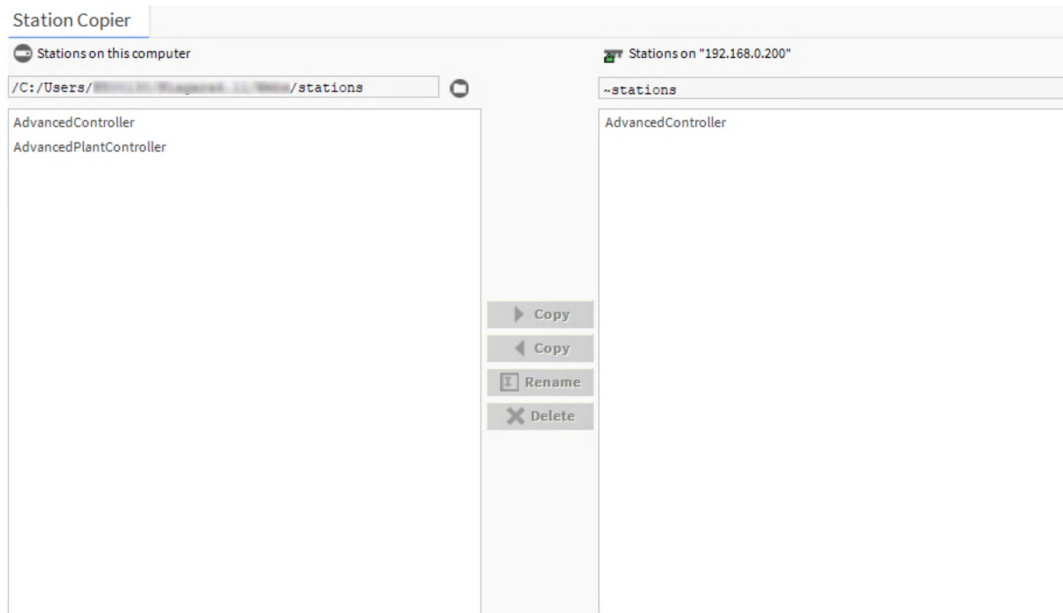 Station Copier
Stations on this computer
/C:/Users/ /stations
AdvancedController
AdvancedPlantController
Copy
Copy
Rename
Delete
Stations on "192.168.0.200"
~stations
AdvancedController